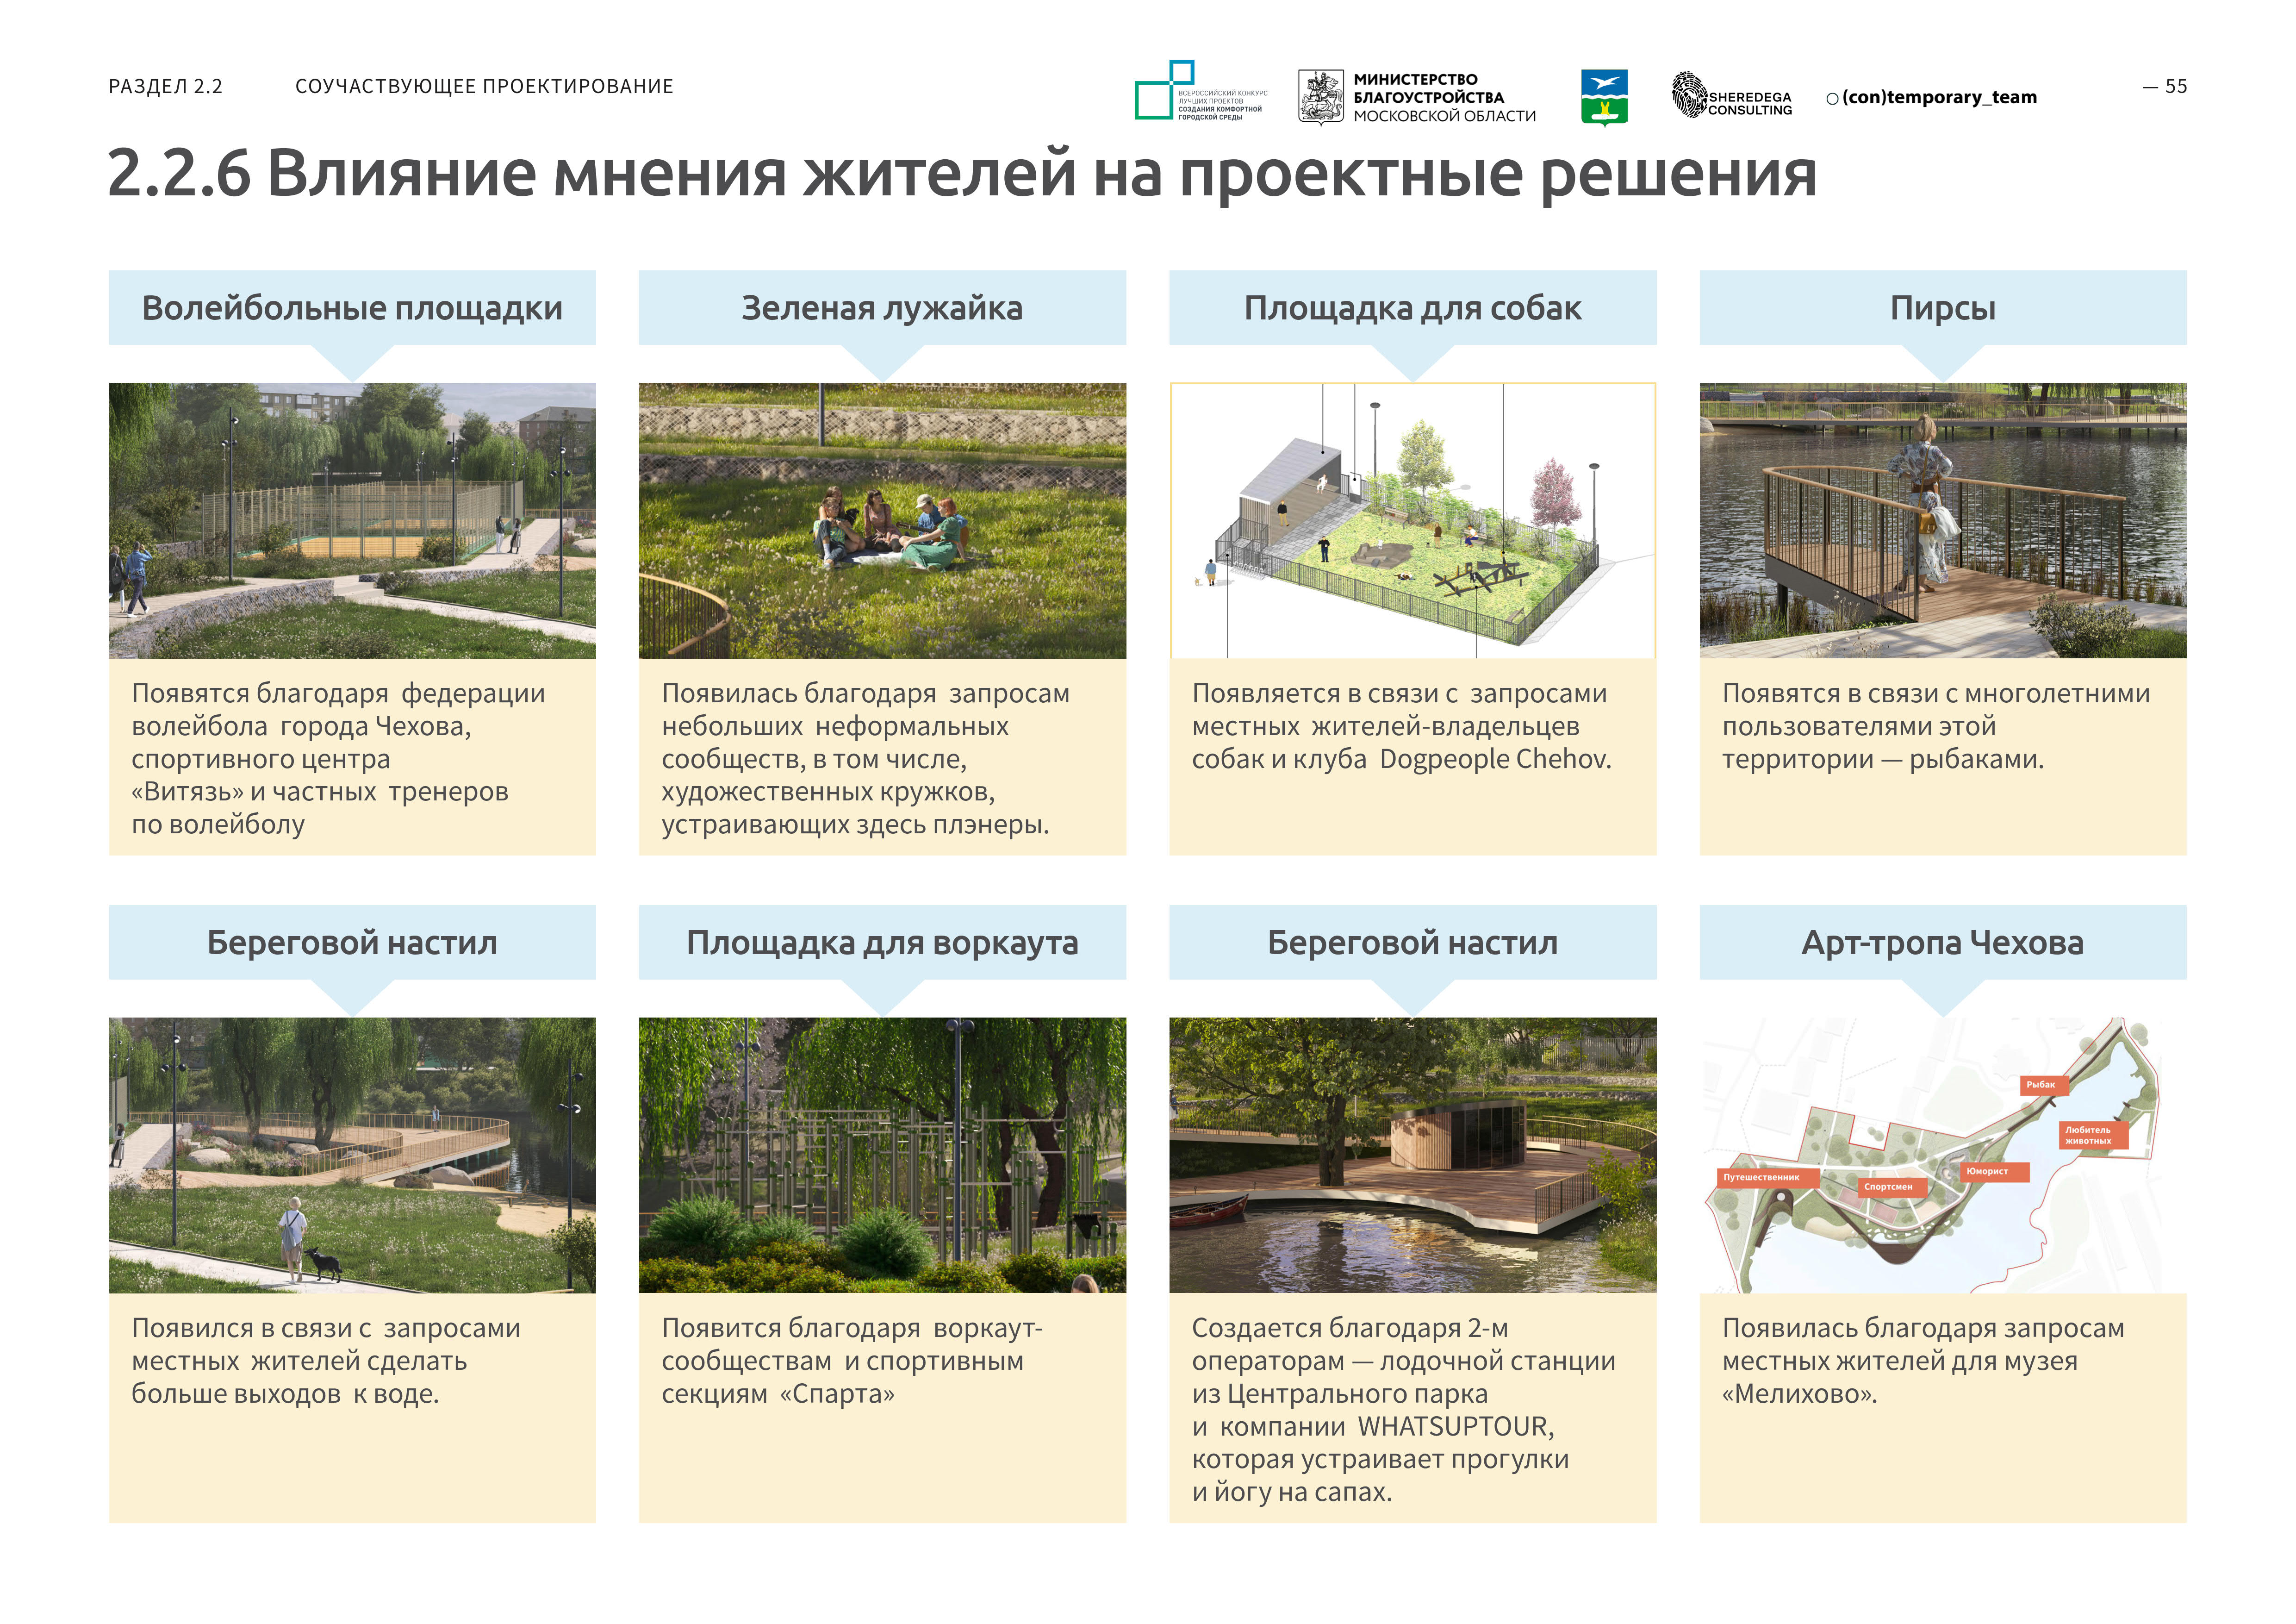 РАЗДЕЛ 2.2
СОУЧАСТВУЮЩЕЕ ПРОЕКТИРОВАНИЕ
ВСЕРОССИЙСКИЙ КОНКУРС
ЛУЧШИХ ПРОЕКТОВ
СОЗДАНИЯ КОМФОРТНОЙ
ГОРОДСКОЙ СРЕДЫ
МИНИСТЕРСТВО
БЛАГОУСТРОЙСТВА
МОСКОВСКОЙ ОБЛАСТИ
SHEREDEGA
CONSULTING
(con)temporary_team
— 55
2.2.6 Влияние мнения жителей на проектные решения
Волейбольные площадки
Появятся благодаря федерации
волейбола города Чехова,
спортивного центра
«Витязь» и частных тренеров
по волейболу
Зеленая лужайка
Появилась благодаря запросам
небольших неформальных
сообществ, в том числе,
художественных кружков,
устраивающих здесь плэнеры.
Площадка для собак
Появляется в связи с запросами
местных жителей-владельцев
собак и клуба Dogpeople Chehov.
Пирсы
Появятся в связи с многолетними
пользователями этой
территории — рыбаками.
Береговой настил
Появился в связи с запросами
местных жителей сделать
больше выходов к воде.
Площадка для воркаута
Появится благодаря воркаут-
сообществам и спортивным
секциям «Спарта»
Береговой настил
Создается благодаря 2-м
операторам — лодочной станции
из Центрального парка
и компании WHATSUPTOUR,
которая устраивает прогулки
и йогу на сапах.
Арт-тропа Чехова
Рыбак
Любитель
животных
Юморист
Путешественник
Спортсмен
Появилась благодаря запросам
местных жителей для музея
«Мелихово».